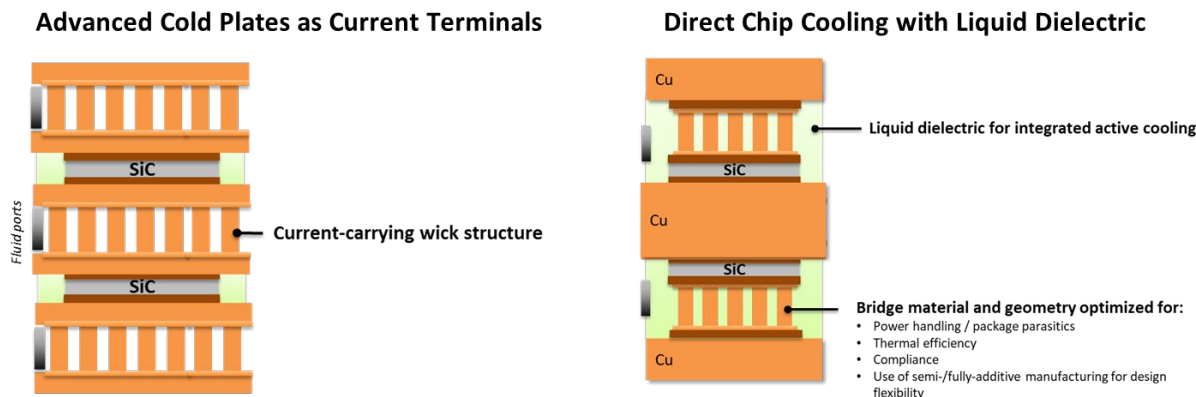 Advanced Cold Plates as Current Terminals
SiC
Current-carrying wick structure
SiC
Fluid ports
Direct Chip Cooling with Liquid Dielectric
Cu
Liquid dielectric for integrated active cooling
SiC
Cu
SiC
Bridge material and geometry optimized for:
• Power handling / package parasitics
• Thermal efficiency
• Compliance
• Use of semi-/fully-additive manufacturing for design
flexibility
Cu